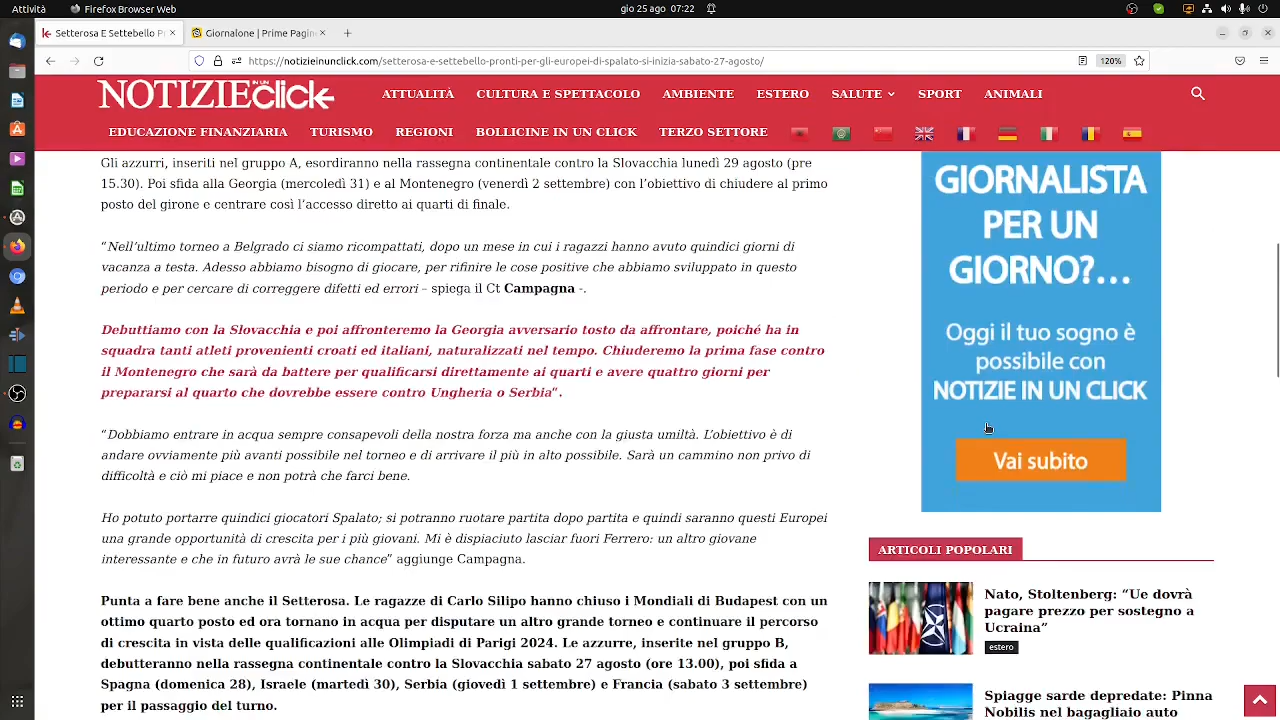 Attività
Firefox Browser Web
gio 25 ago 07:22
Setterosa E Settebello Pr
Giornalone | Prime Pagin
https://notizieinunclick.com/setterosa-e-settebello-pronti-per-gli-europei-di-spalato-si-inizia-sabato-27-agosto/
120%
NOTIZIE IN UN click
ATTUALITÀ CULTURA E SPETTACOLO AMBIENTE ESTERO SALUTE SPORT ANIMALI
EDUCAZIONE FINANZIARIA TURISMO REGIONI BOLLICINE IN UN CLICK TERZO SETTORE
Gli azzurri, inseriti nel gruppo A, esordiranno nella rassegna continentale contro la Slovacchia lunedì 29 agosto (pre
15.30). Poi sfida alla Georgia (mercoledì 31) e al Montenegro (venerdì 2 settembre) con l’obiettivo di chiudere al primo
posto del girone e centrare così l’accesso diretto ai quarti di finale.
“Nell’ultimo torneo a Belgrado ci siamo ricompattati, dopo un mese in cui i ragazzi hanno avuto quindici giorni di
vacanza a testa. Adesso abbiamo bisogno di giocare, per rifinire le cose positive che abbiamo sviluppato in questo
periodo e per cercare di correggere difetti ed errori – spiega il Ct Campagna -.
Debuttiamo con la Slovacchia e poi affronteremo la Georgia avversario tosto da affrontare, poiché ha in
squadra tanti atleti provenienti croati ed italiani, naturalizzati nel tempo. Chiuderemo la prima fase contro
il Montenegro che sarà da battere per qualificarsi direttamente ai quarti e avere quattro giorni per
prepararsi al quarto che dovrebbe essere contro Ungheria o Serbia“.
“Dobbiamo entrare in acqua sempre consapevoli della nostra forza ma anche con la giusta umiltà. L’obiettivo è di
andare ovviamente più avanti possibile nel torneo e di arrivare il più in alto possibile. Sarà un cammino non privo di
difficoltà e ciò mi piace e non potrà che farci bene.
Ho potuto portarre quindici giocatori Spalato; si potranno ruotare partita dopo partita e quindi saranno questi Europei
una grande opportunità di crescita per i più giovani. Mi è dispiaciuto lasciar fuori Ferrero: un altro giovane
interessante e che in futuro avrà le sue chance” aggiunge Campagna.
Punta a fare bene anche il Setterosa. Le ragazze di Carlo Silipo hanno chiuso i Mondiali di Budapest con un
ottimo quarto posto ed ora tornano in acqua per disputare un altro grande torneo e continuire il percorso
di crescita in vista delle qualificazioni alle Olimpiadi di Parigi 2024. Le azzurre, inserite nel gruppo B,
debutteranno nella rassegna continentale contro la Slovacchia sabato 27 agosto (ore 13.00), poi sfida a
Spagna (domenica 28), Israele (martedì 30), Serbia (giovedì 1 settembre) e Francia (sabato 3 settembre)
per il passaggio del turno.
GIORNALISTA
PER UN
GIORNO?...
Oggi il tuo sogno è
possibile con
NOTIZIE IN UN CLICK
Vai subito
ARTICOLI POPOLARI
Nato, Stoltenberg: “Ue dovrà
pagare prezzo per sostegno a
Ucraina”
estero
Spiagge sarde depredate: Pinna
Nobilis nel bagagliaio auto